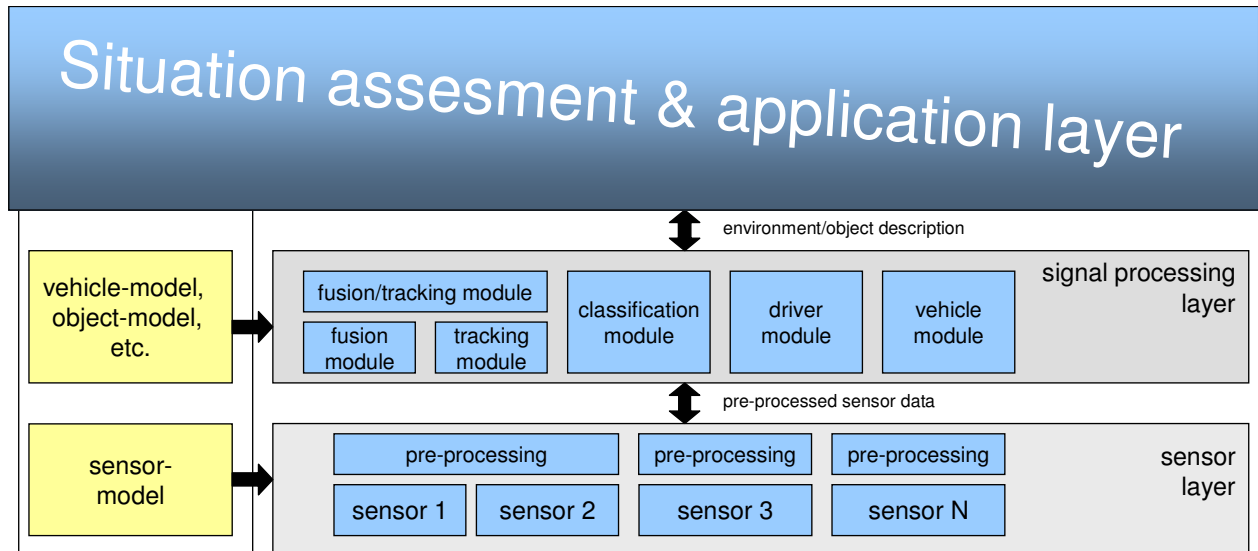 Situation assesment & application layer
environment/object description
vehicle-model,
object-model,
etc.
fusion/tracking module
fusion
module
tracking
module
classification
module
driver
module
vehicle
module
signal processing
layer
pre-processed sensor data
sensor-
model
pre-processing
pre-processing
pre-processing
sensor 1
sensor 2
sensor 3
sensor N
sensor
layer